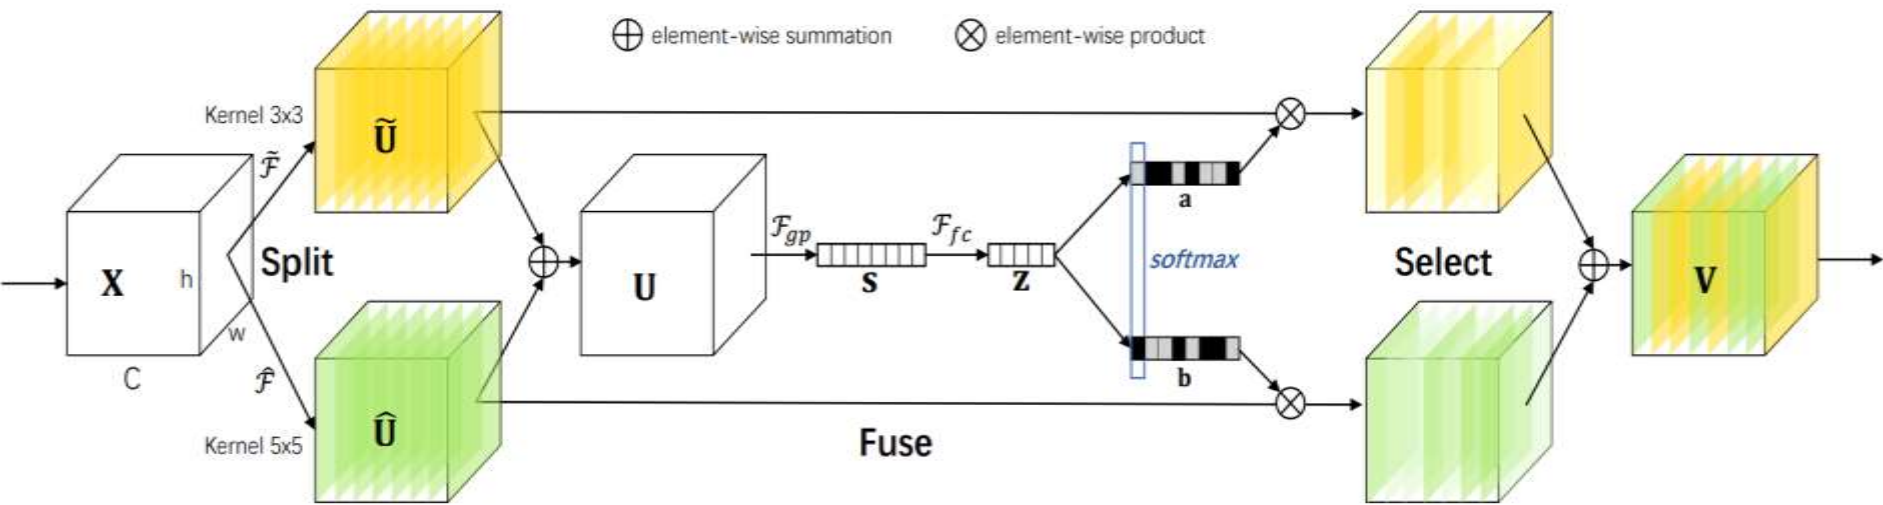 ⊕ element-wise summation
⊗ element-wise product
Kernel 3x3
Ũ
ℱ̃
X
h
w
C
Split
ℱ̂
Kernel 5x5
Û
U
ℱgp
s
ℱfc
z
a
softmax
b
Fuse
Select
V